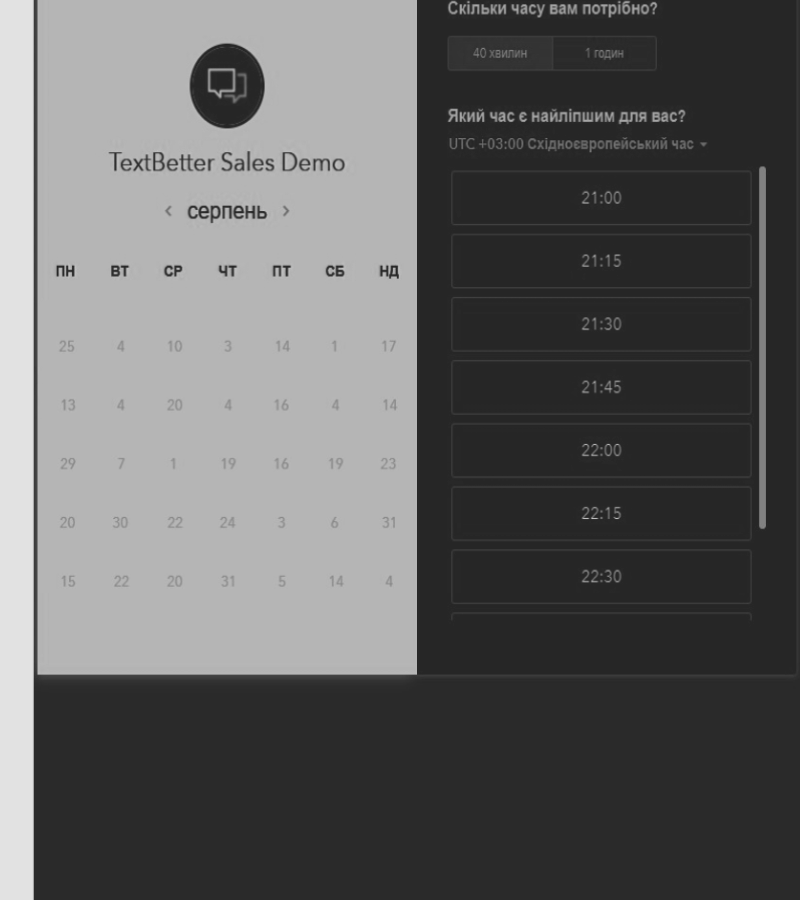 TextBetter Sales Demo
серпень
ПН ВТ СР ЧТ ПТ СБ НД
25 4 10 3 14 1 17
13 4 20 4 16 4 14
29 7 1 19 16 19 23
20 30 22 24 3 6 31
15 22 20 31 5 14 4
Скільки часу вам потрібно?
40 хвилин 1 годин
Який час є найліпшим для вас?
UTC +03:00 Східноєвропейський час
21:00
21:15
21:30
21:45
22:00
22:15
22:30